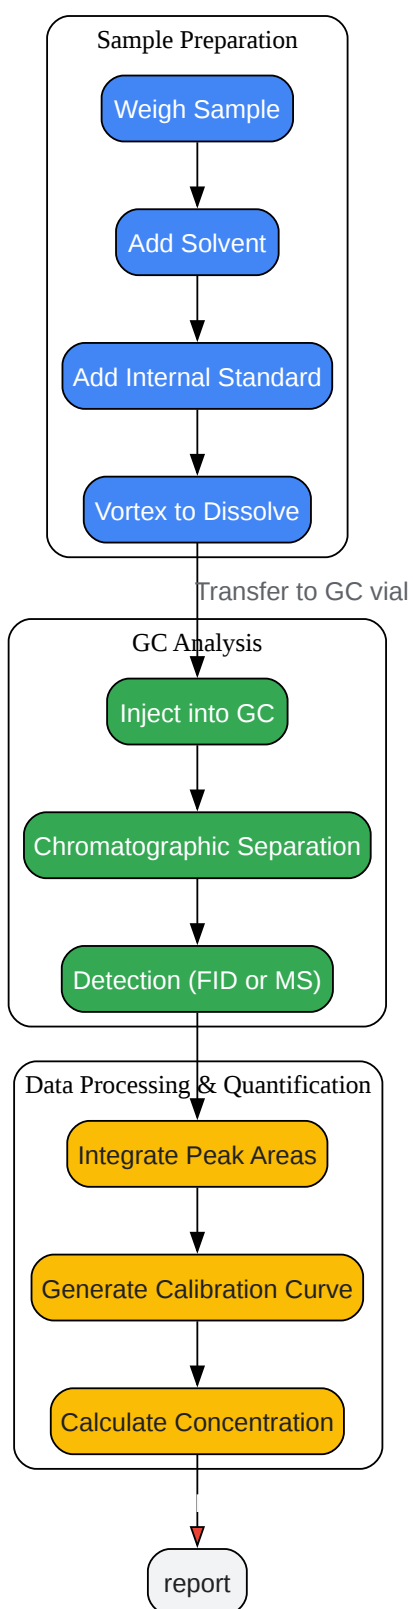 Sample Preparation
Weigh Sample
Add Solvent
Add Internal Standard
Vortex to Dissolve
Transfer to GC vial
GC Analysis
Inject into GC
Chromatographic Separation
Detection (FID or MS)
Data Processing & Quantification
Integrate Peak Areas
Generate Calibration Curve
Calculate Concentration
report